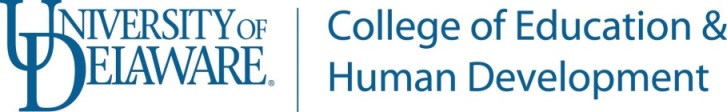 UNIVERSITY OF
DELAWARE®
College of Education &
Human Development